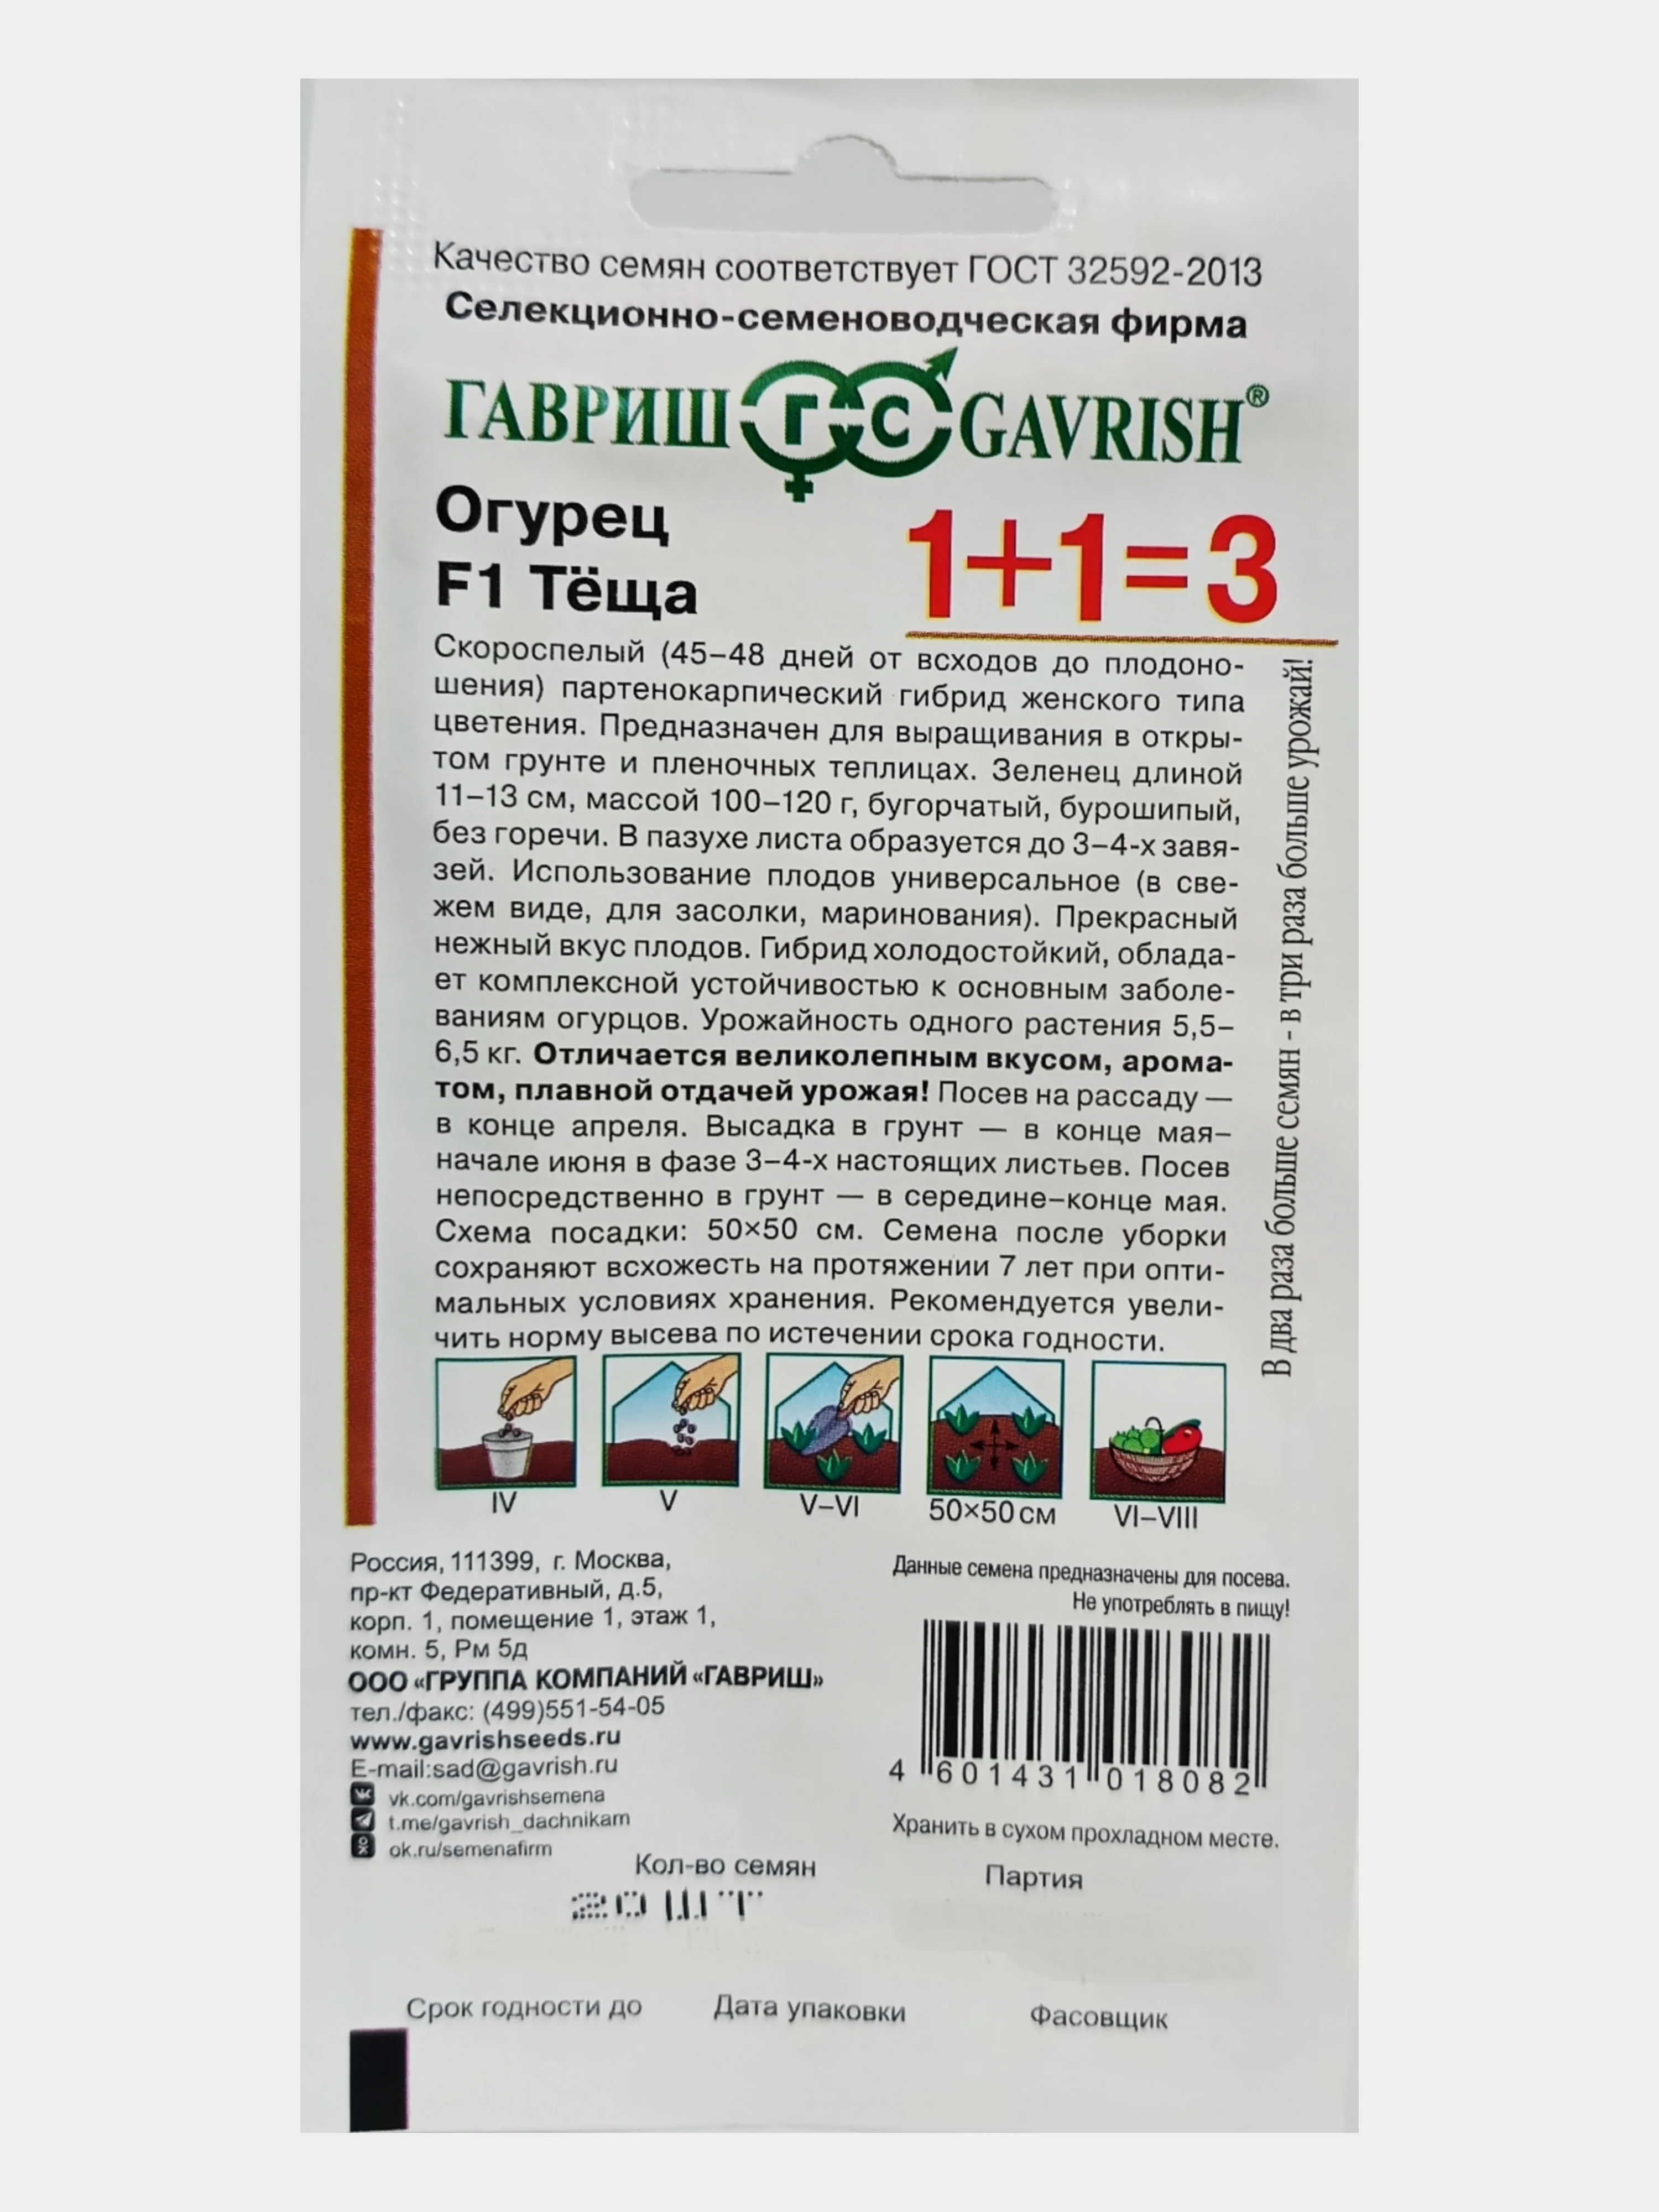 Качество семян соответствует ГОСТ 32592-2013
Селекционно-семеноводческая фирма
ГАВРИШ ГС GAVRISH®
Огурец
F1 Тёща
1+1=3
Скороспелый (45–48 дней от всходов до плодоно-
шения) партенокарпический гибрид женского типа
цветения. Предназначен для выращивания в откры-
том грунте и пленочных теплицах. Зеленец длиной
11–13 см, массой 100–120 г, бугорчатый, бурошипый,
без горечи. В пазухе листа образуется до 3–4-х завя-
зей. Использование плодов универсальное (в све-
жем виде, для засолки, маринования). Прекрасный
нежный вкус плодов. Гибрид холодостойкий, облада-
ет комплексной устойчивостью к основным заболе-
ваниям огурцов. Урожайность одного растения 5,5–
6,5 кг. Отличается великолепным вкусом, арома-
том, плавной отдачей урожая! Посев на рассаду —
в конце апреля. Высадка в грунт — в конце мая–
начале июня в фазе 3–4-х настоящих листьев. Посев
непосредственно в грунт — в середине–конце мая.
Схема посадки: 50×50 см. Семена после уборки
сохраняют всхожесть на протяжении 7 лет при опти-
мальных условиях хранения. Рекомендуется увели-
чить норму высева по истечении срока годности.
В два раза больше семян - в три раза больше урожай!
IV V V–VI 50×50 см VI–VIII
Россия, 111399, г. Москва,
пр-кт Федеративный, д.5,
корп. 1, помещение 1, этаж 1,
комн. 5, Рм 5д
ООО «ГРУППА КОМПАНИЙ «ГАВРИШ»
тел./факс: (499)551-54-05
www.gavrishseeds.ru
E-mail:sad@gavrish.ru
vk.com/gavrishsemena
t.me/gavrish_dachnikam
ok.ru/semenafirm
Данные семена предназначены для посева.
Не употреблять в пищу!
4 601431 018082
Хранить в сухом прохладном месте.
Кол-во семян
20 ШТ
Партия
Срок годности до
Дата упаковки
Фасовщик